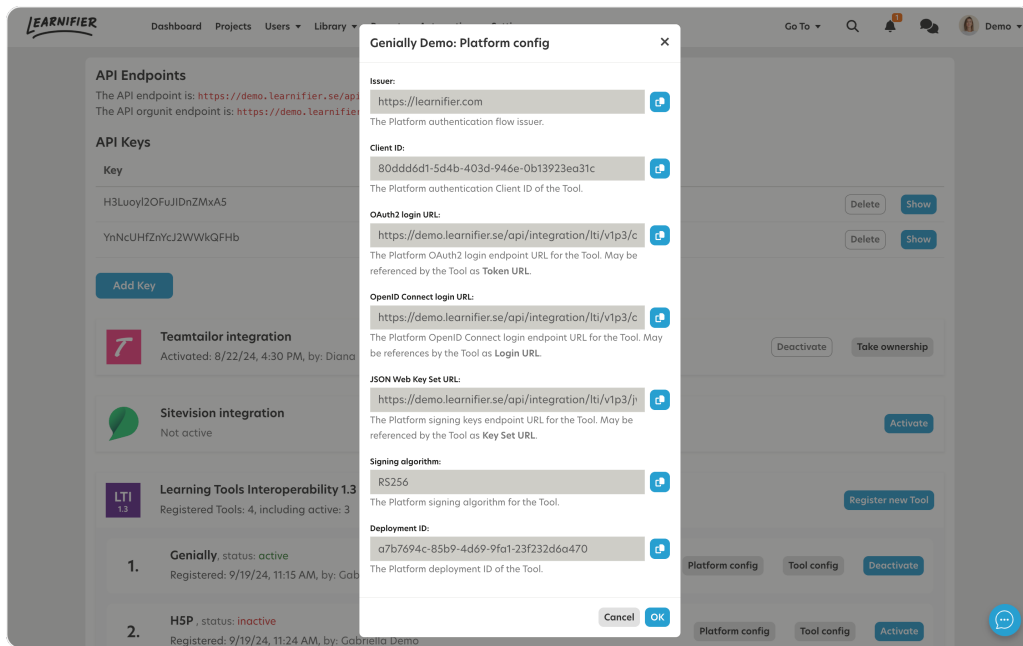 LEARNIFIER
Dashboard Projects Users Library
Go To 1 Demo
API Endpoints
The API endpoint is: https://demo.learnifier.se/api
The API orgunit endpoint is: https://demo.learnifier
API Keys
Key
H3Luoyl2OFuJIDnZMxA5 Delete Show
YnNcUHfZnYcJ2WWkQFHb Delete Show
Add Key
Teamtailor integration
Activated: 8/22/24, 4:30 PM, by: Diana
Deactivate Take ownership
Sitevision integration
Not active
Activate
LTI
1.3
Learning Tools Interoperability 1.3
Registered Tools: 4, including active: 3
Register new Tool
1.
Genially, status: active
Registered: 9/19/24, 11:15 AM, by: Gab
Platform config Tool config Deactivate
2.
H5P , status: inactive
Registered: 9/19/24, 11:24 AM, by: Gabriella Demo
Platform config Tool config Activate
Genially Demo: Platform config
Issuer:
https://learnifier.com
The Platform authentication flow issuer.
Client ID:
80ddd6d1-5d4b-403d-946e-0b13923ea31c
The Platform authentication Client ID of the Tool.
OAuth2 login URL:
https://demo.learnifier.se/api/integration/lti/v1p3/c
The Platform OAuth2 login endpoint URL for the Tool. May be
referenced by the Tool as Token URL.
OpenID Connect login URL:
https://demo.learnifier.se/api/integration/lti/v1p3/c
The Platform OpenID Connect login endpoint URL for the Tool. May
be references by the Tool as Login URL.
JSON Web Key Set URL:
https://demo.learnifier.se/api/integration/lti/v1p3/j
The Platform signing keys endpoint URL for the Tool. May be
referenced by the Tool as Key Set URL.
Signing algorithm:
RS256
The Platform signing algorithm for the Tool.
Deployment ID:
a7b7694c-85b9-4d69-9fa1-23f232d6a470
The Platform deployment ID of the Tool.
Cancel OK